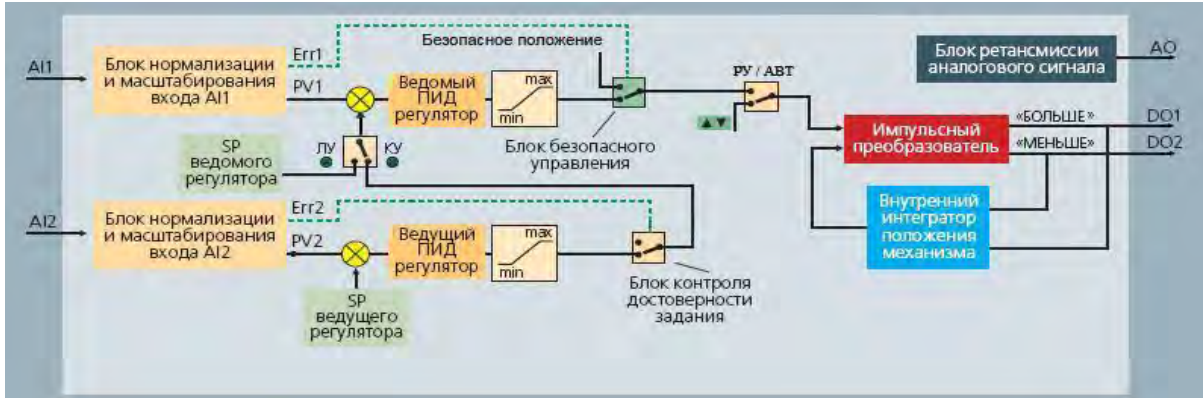 AI1
Блок нормализации
и масштабирования
входа AI1
Err1
PV1
Ведомый
ПИД
регулятор
max
min
Безопасное положение
Блок безопасного
управления
РУ / АВТ
▲▼
Блок ретансмиссии
аналогового сигнала
AO
Импульсный
преобразователь
«БОЛЬШЕ»
DO1
«МЕНЬШЕ»
DO2
Внутренний
интегратор
положения
механизма
SP
ведомого
регулятора
ЛУ
КУ
AI2
Блок нормализации
и масштабирования
входа AI2
Err2
PV2
Ведущий
ПИД
регулятор
max
min
SP
ведущего
регулятора
Блок контроля
достоверности
задания